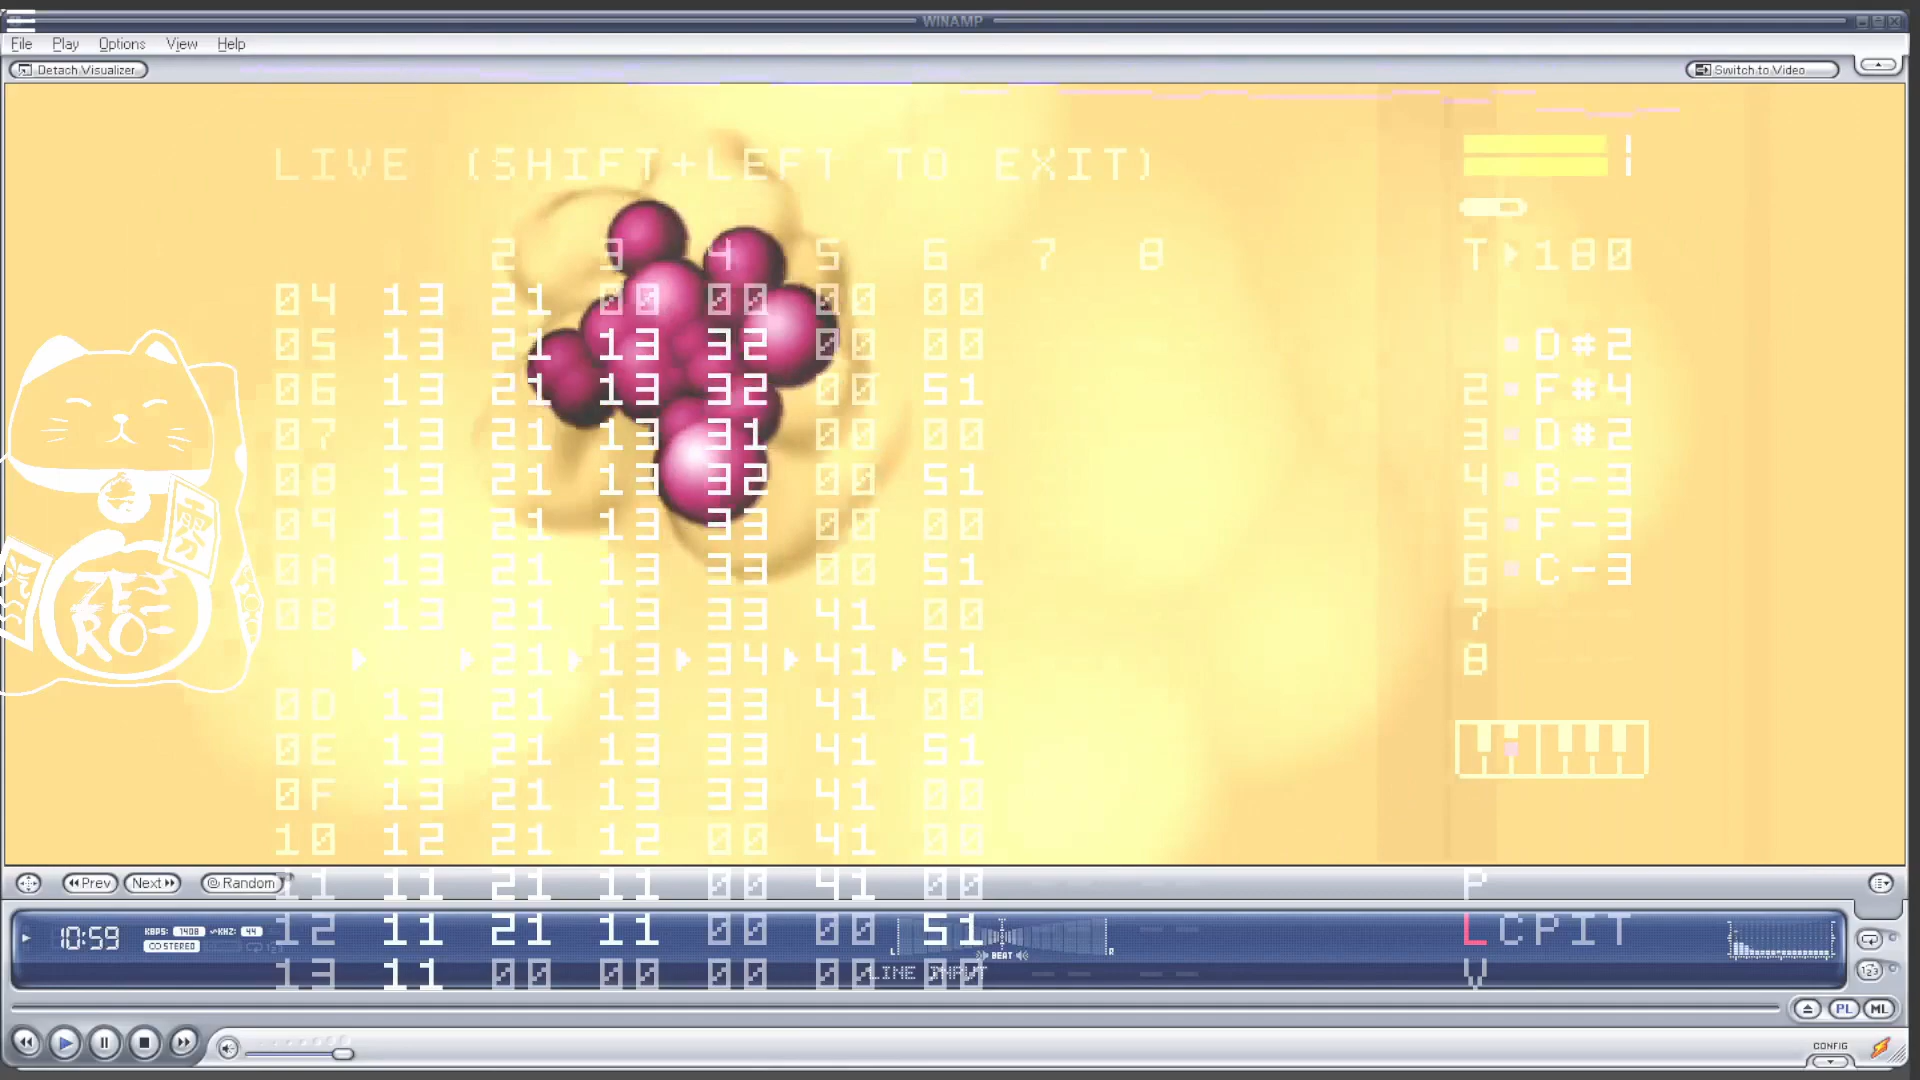 WINAMP
File Play Options View Help
Detach Visualizer
Switch to Video
LIVE (SHIFT+LEFT TO EXIT)
2 3 4 5 6 7 8
T 180
04 13 21 00 00 00 00
05 13 21 13 32 00 00
D#2
06 13 21 13 32 00 51
2 F#4
07 13 21 13 31 00 00
3 D#2
08 13 21 13 32 00 51
4 B-3
09 13 21 13 33 00 00
5 F-3
0A 13 21 13 33 00 51
6 C-3
0B 13 21 13 33 41 00
7
21 13 34 41 51
8
ZE RO
0D 13 21 13 33 41 00
0E 13 21 13 33 41 51
0F 13 21 13 33 41 00
10 12 21 12 00 41 00
Prev Next Random
11 11 21 11 00 41 00
P
10:59 KBPS: 1408 KHZ: 44
STEREO
12 11 21 11 00 00 51 --
LCPIT
L BEAT R
13 11 00 00 00 00 00 -- --
LINE INPUT
V
123
PL ML
CONFIG